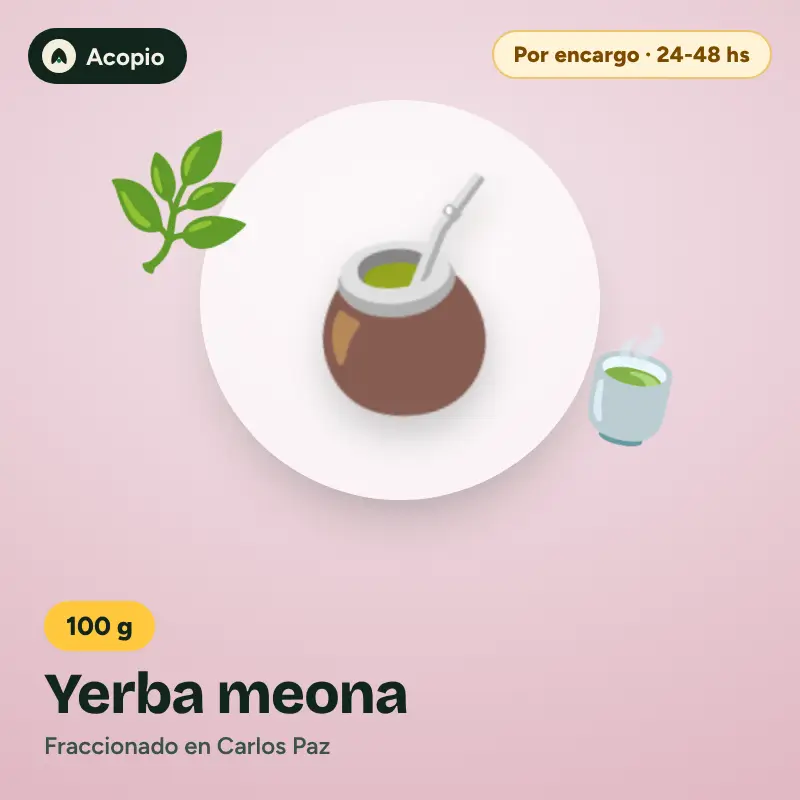 Acopio
Por encargo · 24-48 hs
100 g
Yerba meona
Fraccionado en Carlos Paz